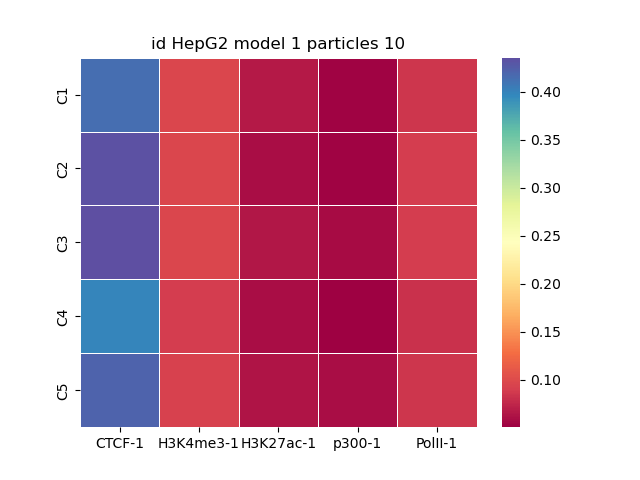 id HepG2 model 1 particles 10
C1
C2
C3
C4
C5
CTCF-1 H3K4me3-1 H3K27ac-1 p300-1 PolII-1
0.40
0.35
0.30
0.25
0.20
0.15
0.10